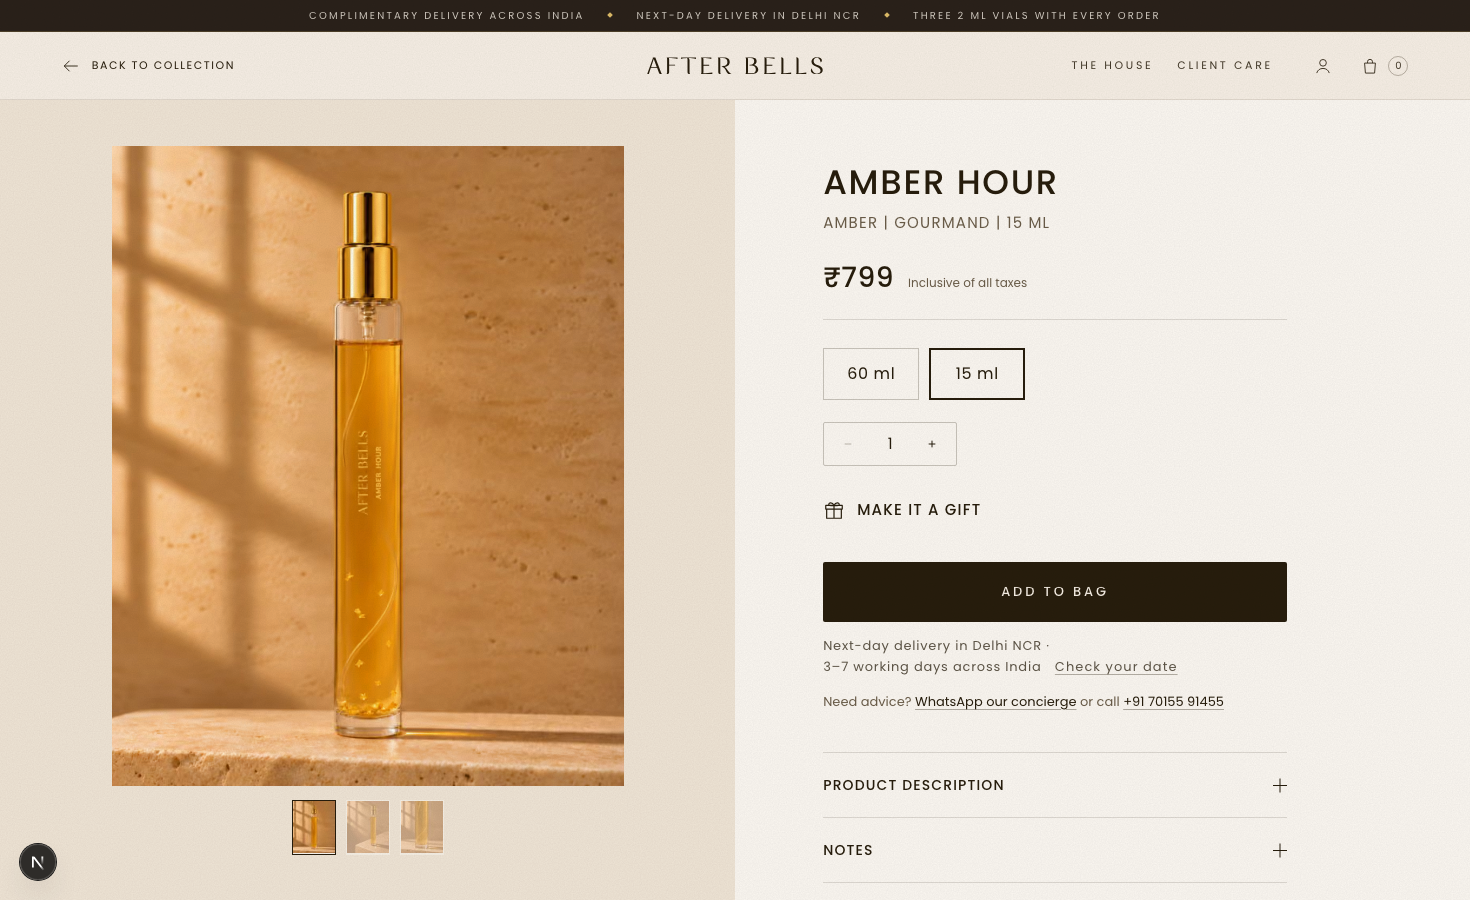 COMPLIMENTARY DELIVERY ACROSS INDIA ◆ NEXT-DAY DELIVERY IN DELHI NCR ◆ THREE 2 ML VIALS WITH EVERY ORDER
← BACK TO COLLECTION
AFTER BELLS
THE HOUSE
CLIENT CARE
0
AFTER BELLS
AMBER HOUR
N
AMBER HOUR
AMBER | GOURMAND | 15 ML
₹799 Inclusive of all taxes
60 ml
15 ml
− 1 +
MAKE IT A GIFT
ADD TO BAG
Next-day delivery in Delhi NCR ·
3–7 working days across India Check your date
Need advice? WhatsApp our concierge or call +91 70155 91455
PRODUCT DESCRIPTION +
NOTES +